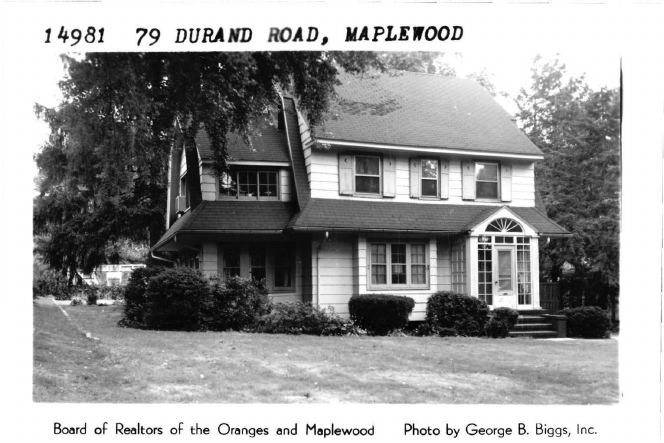 14981 79 DURAND ROAD, MAPLEWOOD
Board of Realtors of the Oranges and Maplewood Photo by George B. Biggs, Inc.